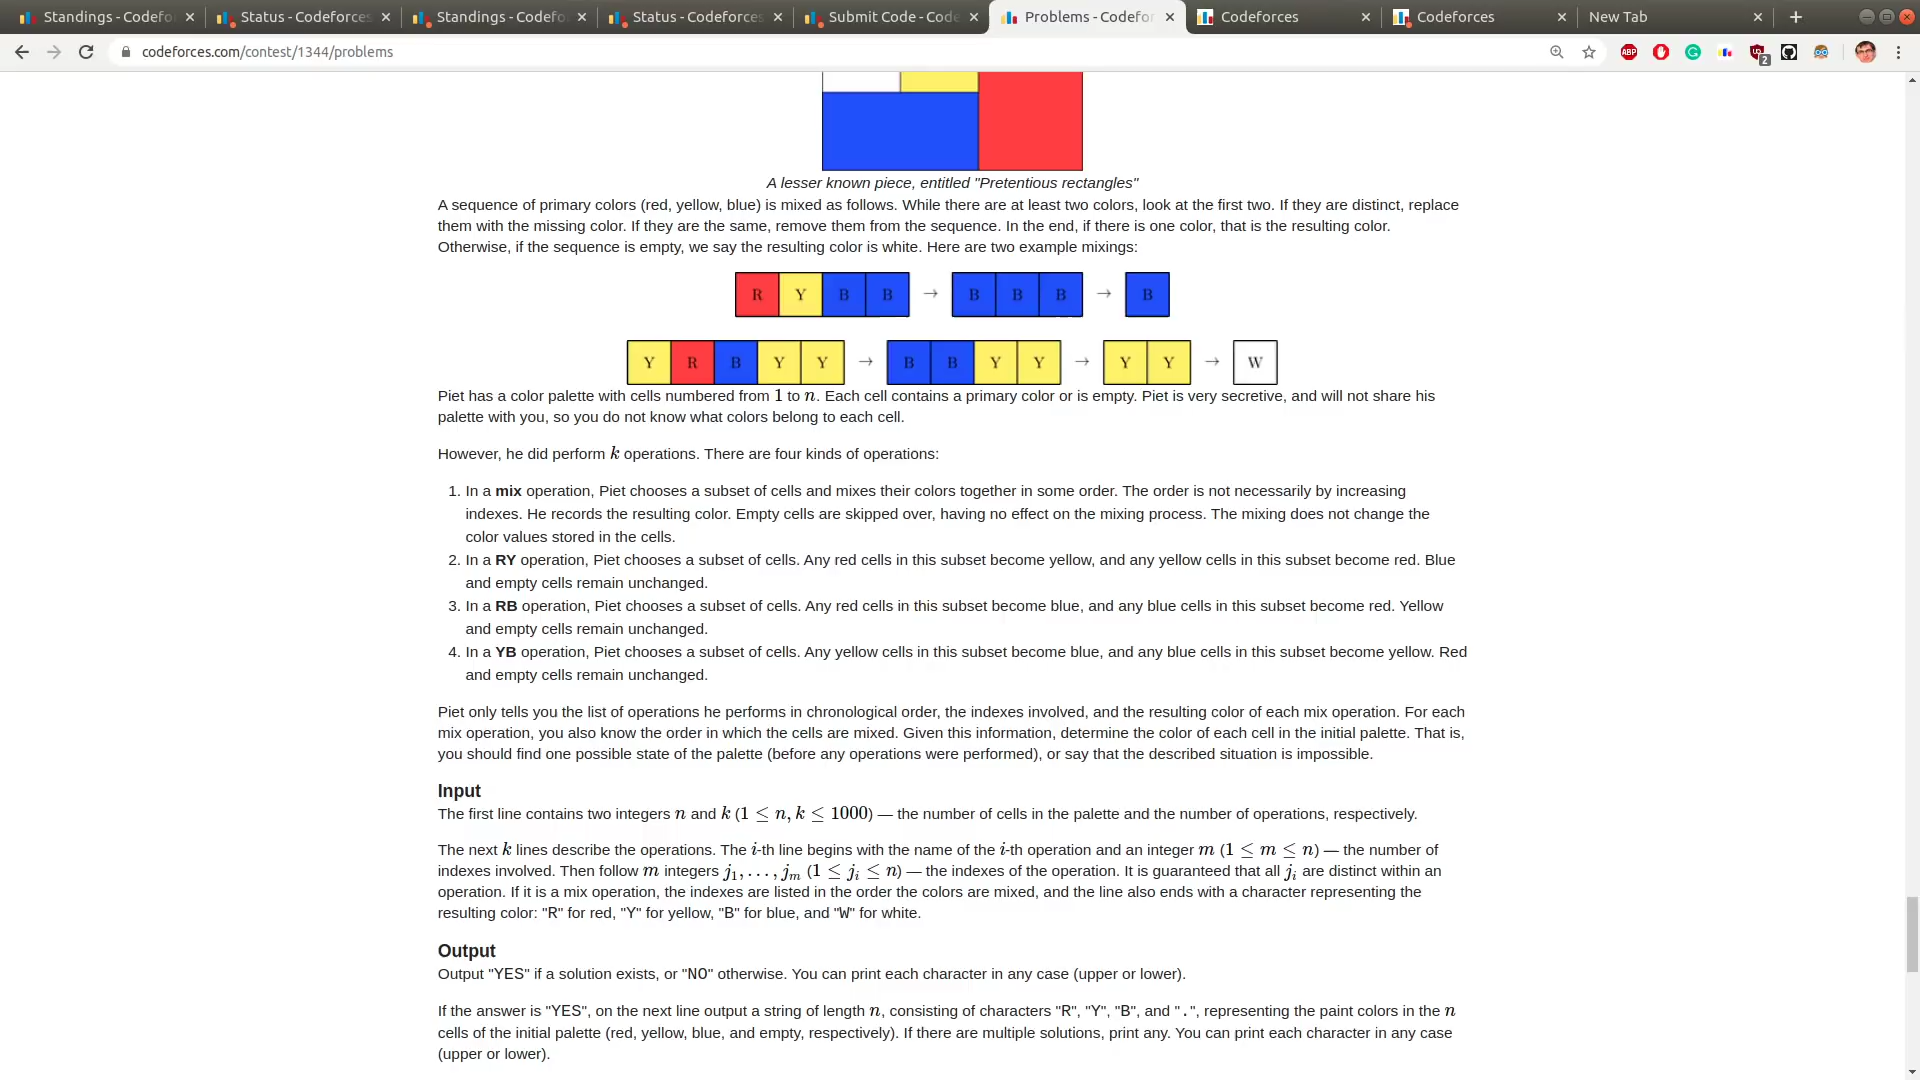 Standings - Codefo
Status - Codeforces
Standings - Codefo
Status - Codeforces
Submit Code - Code
Problems - Codefor
Codeforces
Codeforces
New Tab
codeforces.com/contest/1344/problems
ABP
2
A lesser known piece, entitled "Pretentious rectangles"
A sequence of primary colors (red, yellow, blue) is mixed as follows. While there are at least two colors, look at the first two. If they are distinct, replace
them with the missing color. If they are the same, remove them from the sequence. In the end, if there is one color, that is the resulting color.
Otherwise, if the sequence is empty, we say the resulting color is white. Here are two example mixings:
R Y B B → B B B → B
Y R B Y Y → B B Y Y → Y Y → W
Piet has a color palette with cells numbered from 1 to n. Each cell contains a primary color or is empty. Piet is very secretive, and will not share his
palette with you, so you do not know what colors belong to each cell.
However, he did perform k operations. There are four kinds of operations:
1. In a mix operation, Piet chooses a subset of cells and mixes their colors together in some order. The order is not necessarily by increasing
indexes. He records the resulting color. Empty cells are skipped over, having no effect on the mixing process. The mixing does not change the
color values stored in the cells.
2. In a RY operation, Piet chooses a subset of cells. Any red cells in this subset become yellow, and any yellow cells in this subset become red. Blue
and empty cells remain unchanged.
3. In a RB operation, Piet chooses a subset of cells. Any red cells in this subset become blue, and any blue cells in this subset become red. Yellow
and empty cells remain unchanged.
4. In a YB operation, Piet chooses a subset of cells. Any yellow cells in this subset become blue, and any blue cells in this subset become yellow. Red
and empty cells remain unchanged.
Piet only tells you the list of operations he performs in chronological order, the indexes involved, and the resulting color of each mix operation. For each
mix operation, you also know the order in which the cells are mixed. Given this information, determine the color of each cell in the initial palette. That is,
you should find one possible state of the palette (before any operations were performed), or say that the described situation is impossible.
Input
The first line contains two integers n and k (1 ≤ n, k ≤ 1000) — the number of cells in the palette and the number of operations, respectively.
The next k lines describe the operations. The i-th line begins with the name of the i-th operation and an integer m (1 ≤ m ≤ n) — the number of
indexes involved. Then follow m integers j₁, . . . , jₘ (1 ≤ jᵢ ≤ n) — the indexes of the operation. It is guaranteed that all jᵢ are distinct within an
operation. If it is a mix operation, the indexes are listed in the order the colors are mixed, and the line also ends with a character representing the
resulting color: "R" for red, "Y" for yellow, "B" for blue, and "W" for white.
Output
Output "YES" if a solution exists, or "NO" otherwise. You can print each character in any case (upper or lower).
If the answer is "YES", on the next line output a string of length n, consisting of characters "R", "Y", "B", and ".", representing the paint colors in the n
cells of the initial palette (red, yellow, blue, and empty, respectively). If there are multiple solutions, print any. You can print each character in any case
(upper or lower).